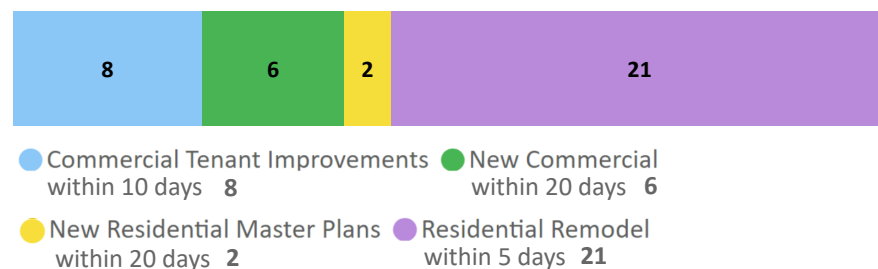 8 6 2 21
Commercial Tenant Improvements New Commercial
within 10 days 8 within 20 days 6
New Residential Master Plans Residential Remodel
within 20 days 2 within 5 days 21